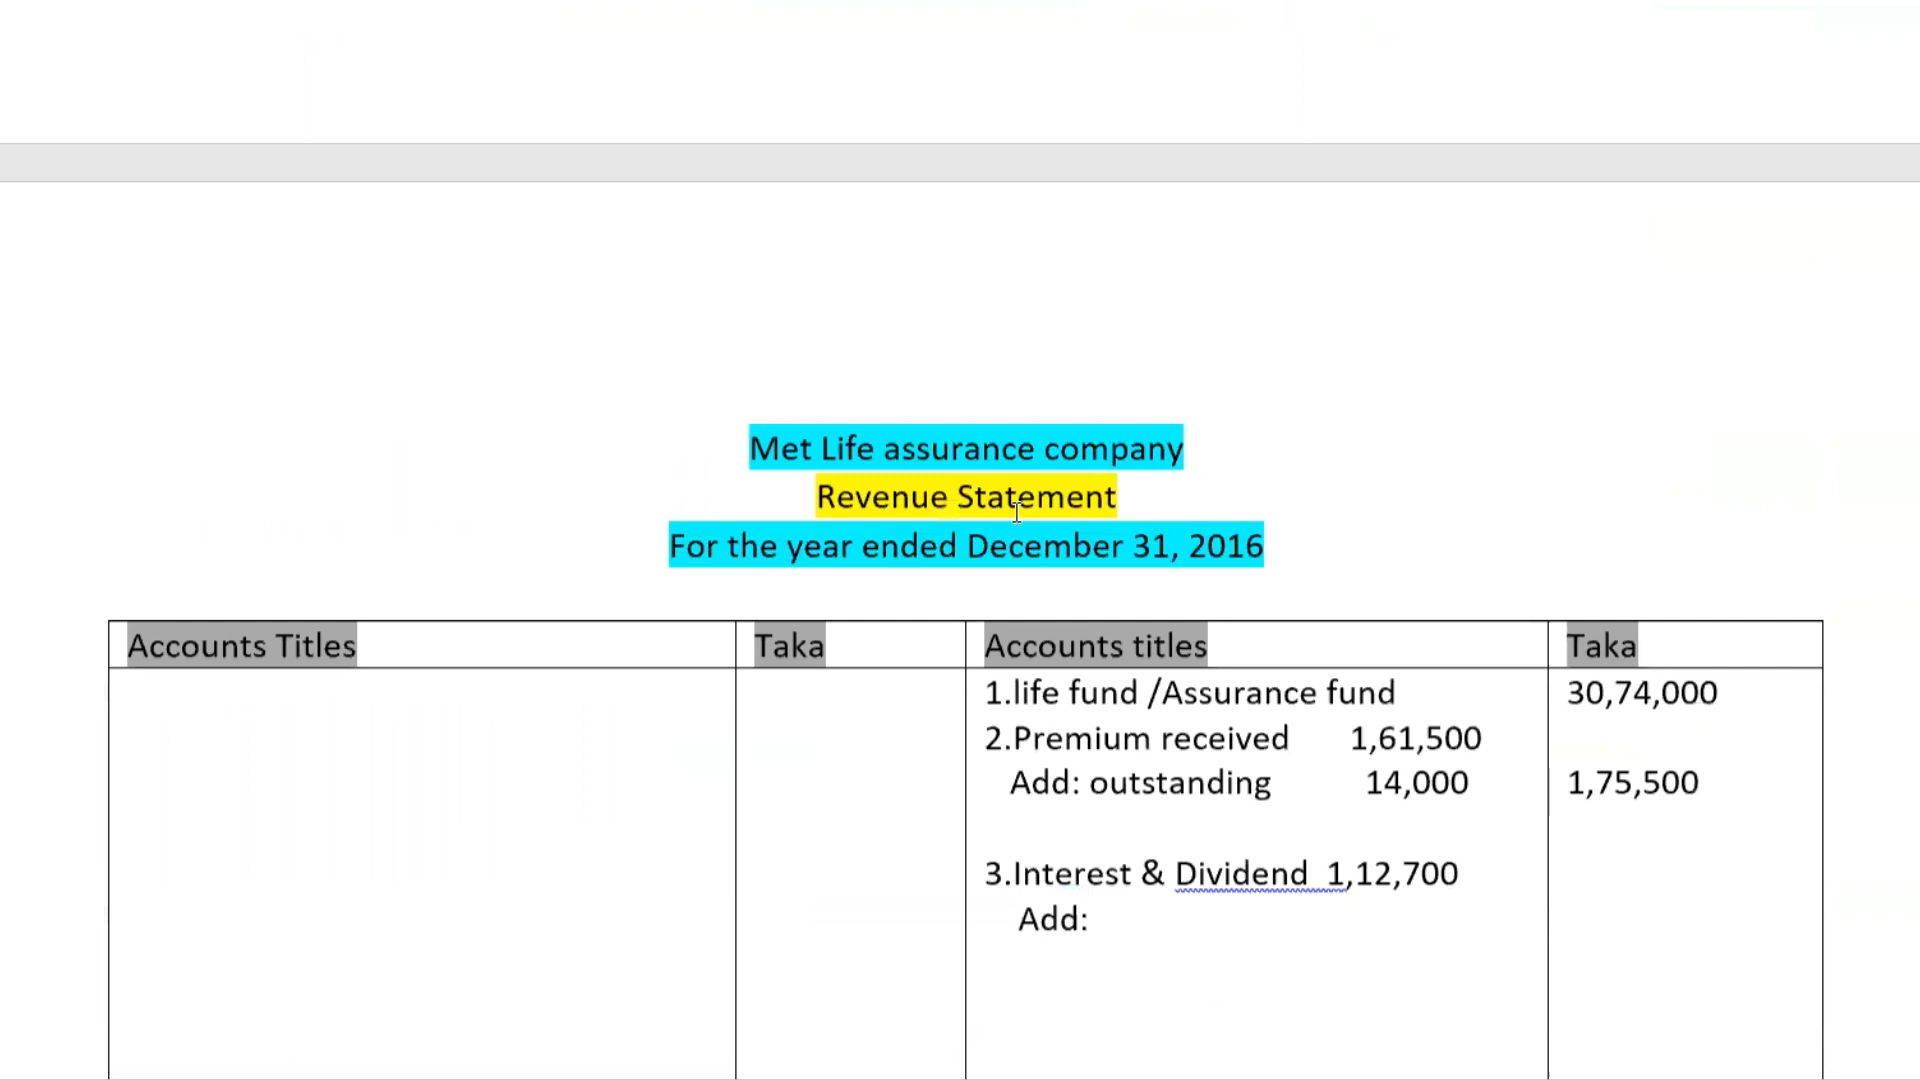 Met Life assurance company
Revenue Statement
For the year ended December 31, 2016
Accounts Titles Taka Accounts titles Taka
1.life fund /Assurance fund 30,74,000
2.Premium received 1,61,500
Add: outstanding 14,000 1,75,500
3.Interest & Dividend 1,12,700
Add: